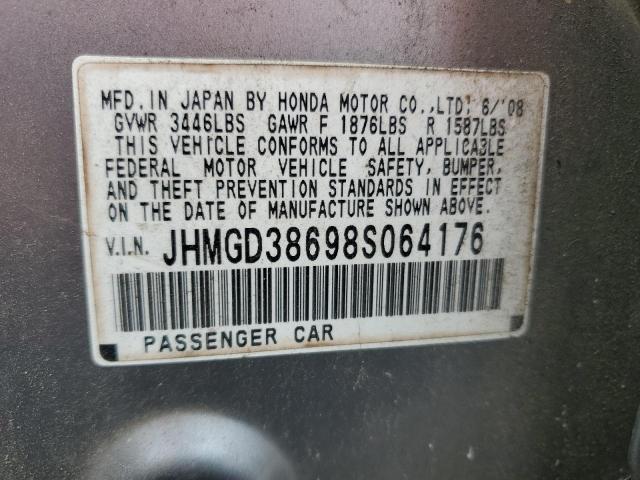 MFD. IN JAPAN BY HONDA MOTOR CO.,LTD. 6/'08
GVWR 3446LBS GAWR F 1876LBS R 1587LBS
THIS VEHICLE CONFORMS TO ALL APPLICABLE
FEDERAL MOTOR VEHICLE SAFETY, BUMPER,
AND THEFT PREVENTION STANDARDS IN EFFECT
ON THE DATE OF MANUFACTURE SHOWN ABOVE.
V.I.N. JHMGD38698S064176
PASSENGER CAR